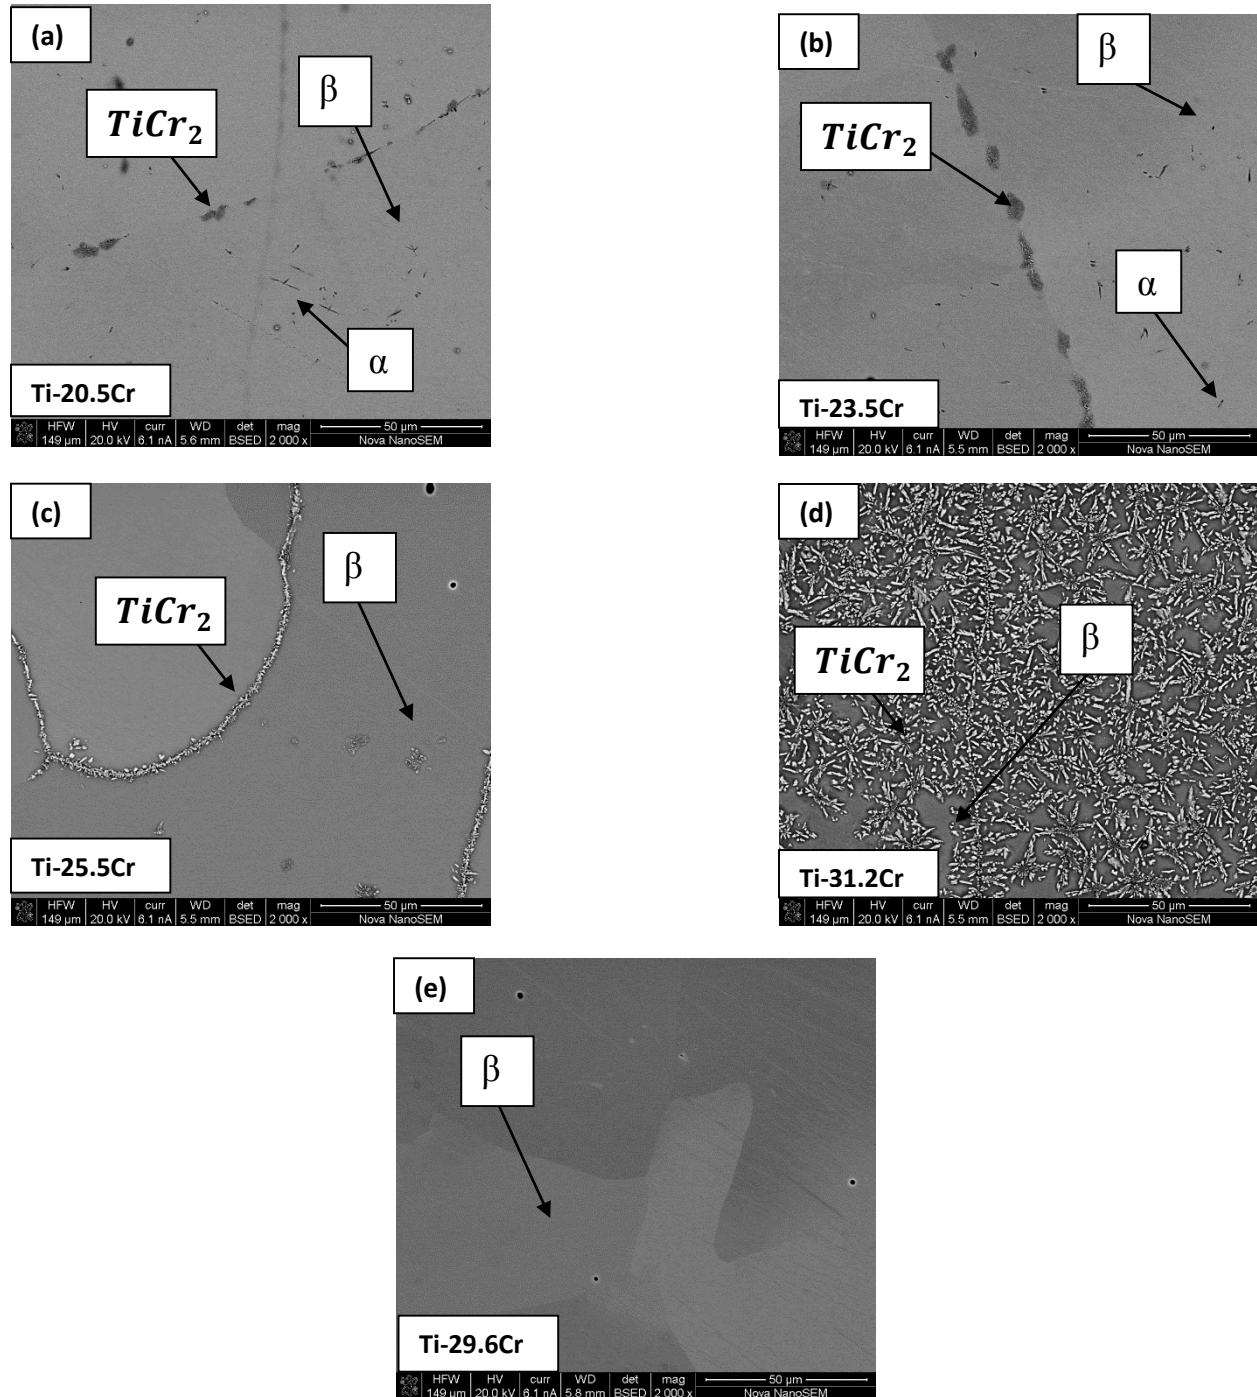 (a)
TiCr₂
β
α
Ti-20.5Cr
HFW HV curr WD det mag 50 µm
149 µm 20.0 kV 6.1 nA 5.6 mm BSED 2 000 x Nova NanoSEM
(b)
β
TiCr₂
α
Ti-23.5Cr
HFW HV curr WD det mag 50 µm
149 µm 20.0 kV 6.1 nA 5.5 mm BSED 2 000 x Nova NanoSEM
(c)
β
TiCr₂
Ti-25.5Cr
HFW HV curr WD det mag 50 µm
149 µm 20.0 kV 6.1 nA 5.5 mm BSED 2 000 x Nova NanoSEM
(d)
β
TiCr₂
Ti-31.2Cr
HFW HV curr WD det mag 50 µm
149 µm 20.0 kV 6.1 nA 5.5 mm BSED 2 000 x Nova NanoSEM
(e)
β
Ti-29.6Cr
HFW HV curr WD det mag 50 µm
149 µm 20.0 kV 6.1 nA 5.8 mm BSED 2 000 x Nova NanoSEM